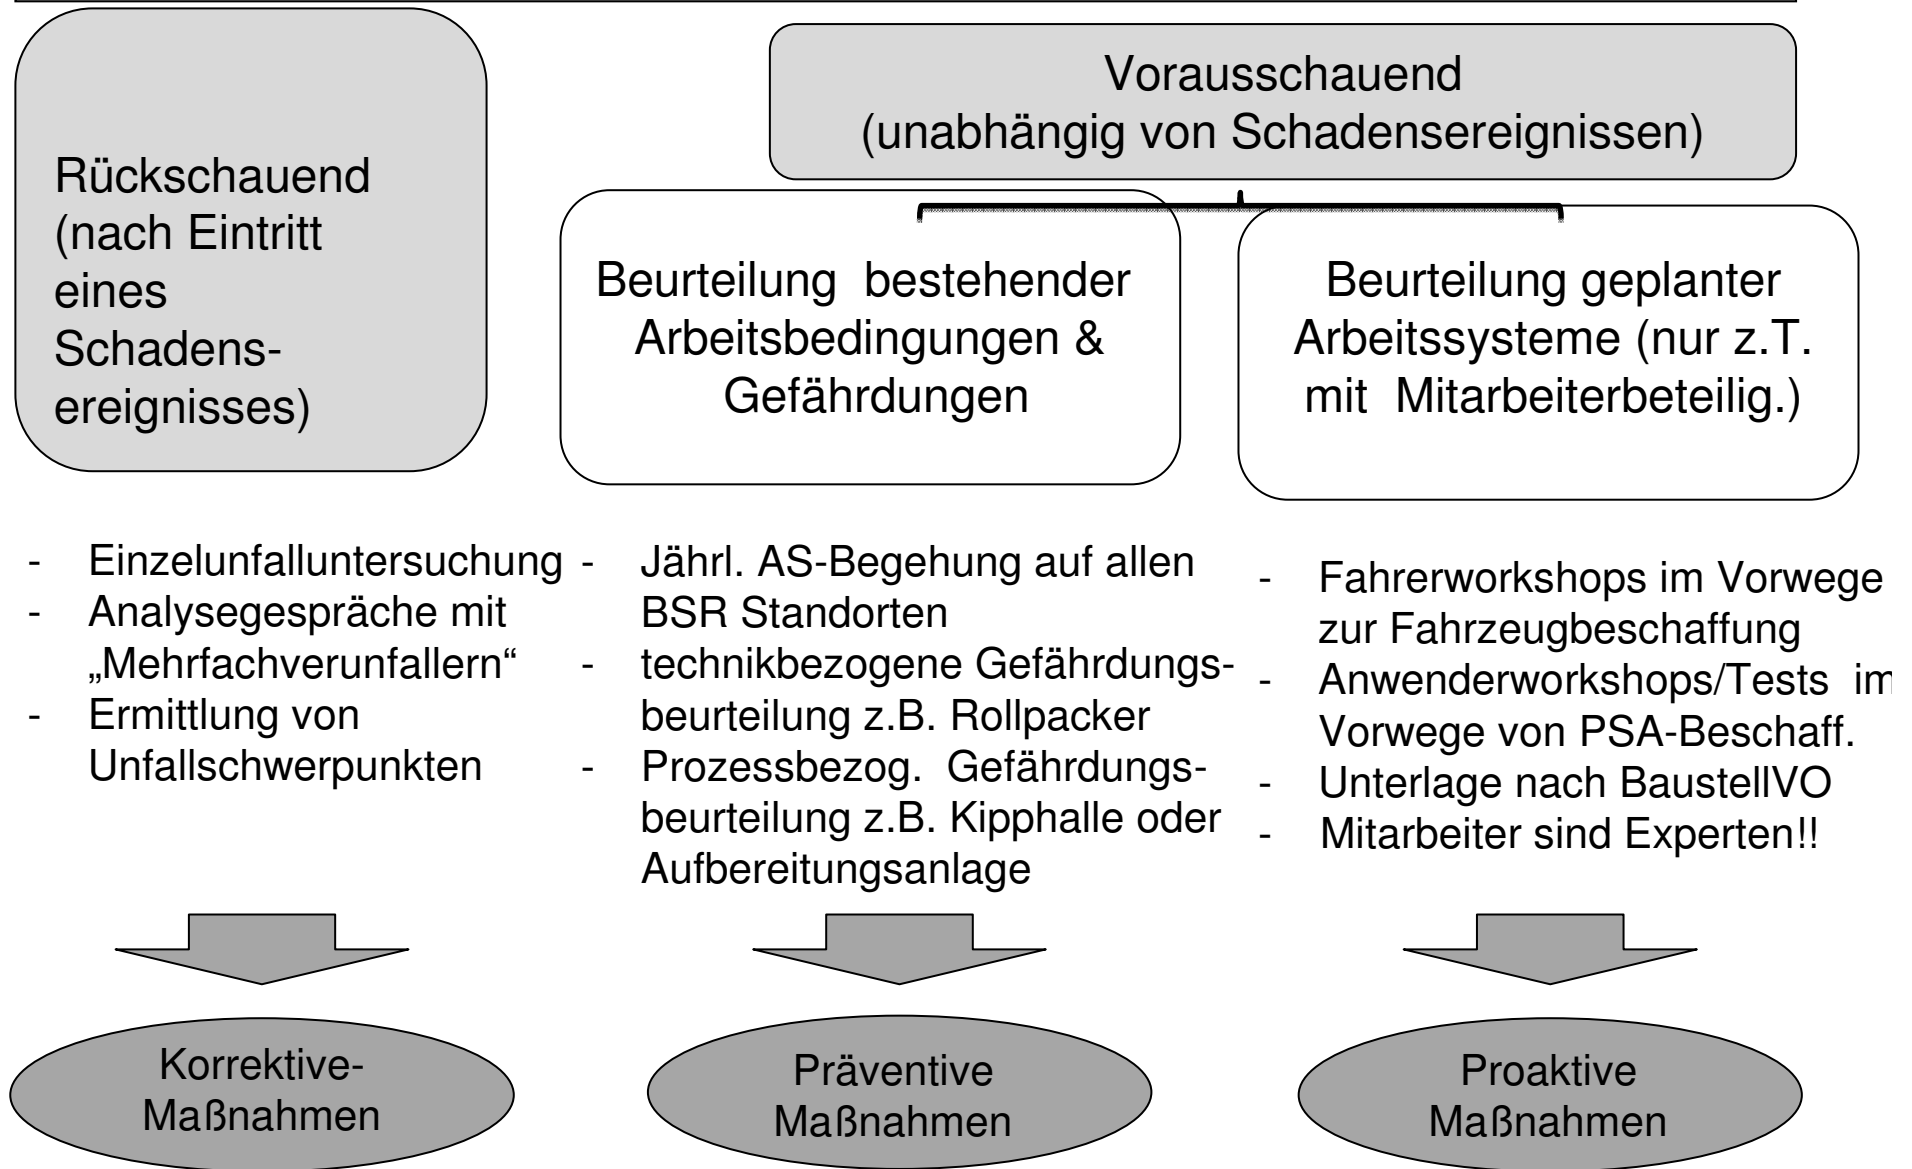 Rückschauend
(nach Eintritt
eines
Schadens-
ereignisses)
Vorausschauend
(unabhängig von Schadensereignissen)
Beurteilung bestehender
Arbeitsbedingungen &
Gefährdungen
Beurteilung geplanter
Arbeitssysteme (nur z.T.
mit Mitarbeiterbeteilig.)
- Einzelunfalluntersuchung
- Analysegespräche mit
„Mehrfachverunfallern“
- Ermittlung von
Unfallschwerpunkten
- Jährl. AS-Begehung auf allen
BSR Standorten
- technikbezogene Gefährdungs-
beurteilung z.B. Rollpacker
- Prozessbezog. Gefährdungs-
beurteilung z.B. Kipphalle oder
Aufbereitungsanlage
- Fahrerworkshops im Vorwege
zur Fahrzeugbeschaffung
- Anwenderworkshops/Tests im
Vorwege von PSA-Beschaff.
- Unterlage nach BaustellVO
- Mitarbeiter sind Experten!!
Korrektive-
Maßnahmen
Präventive
Maßnahmen
Proaktive
Maßnahmen